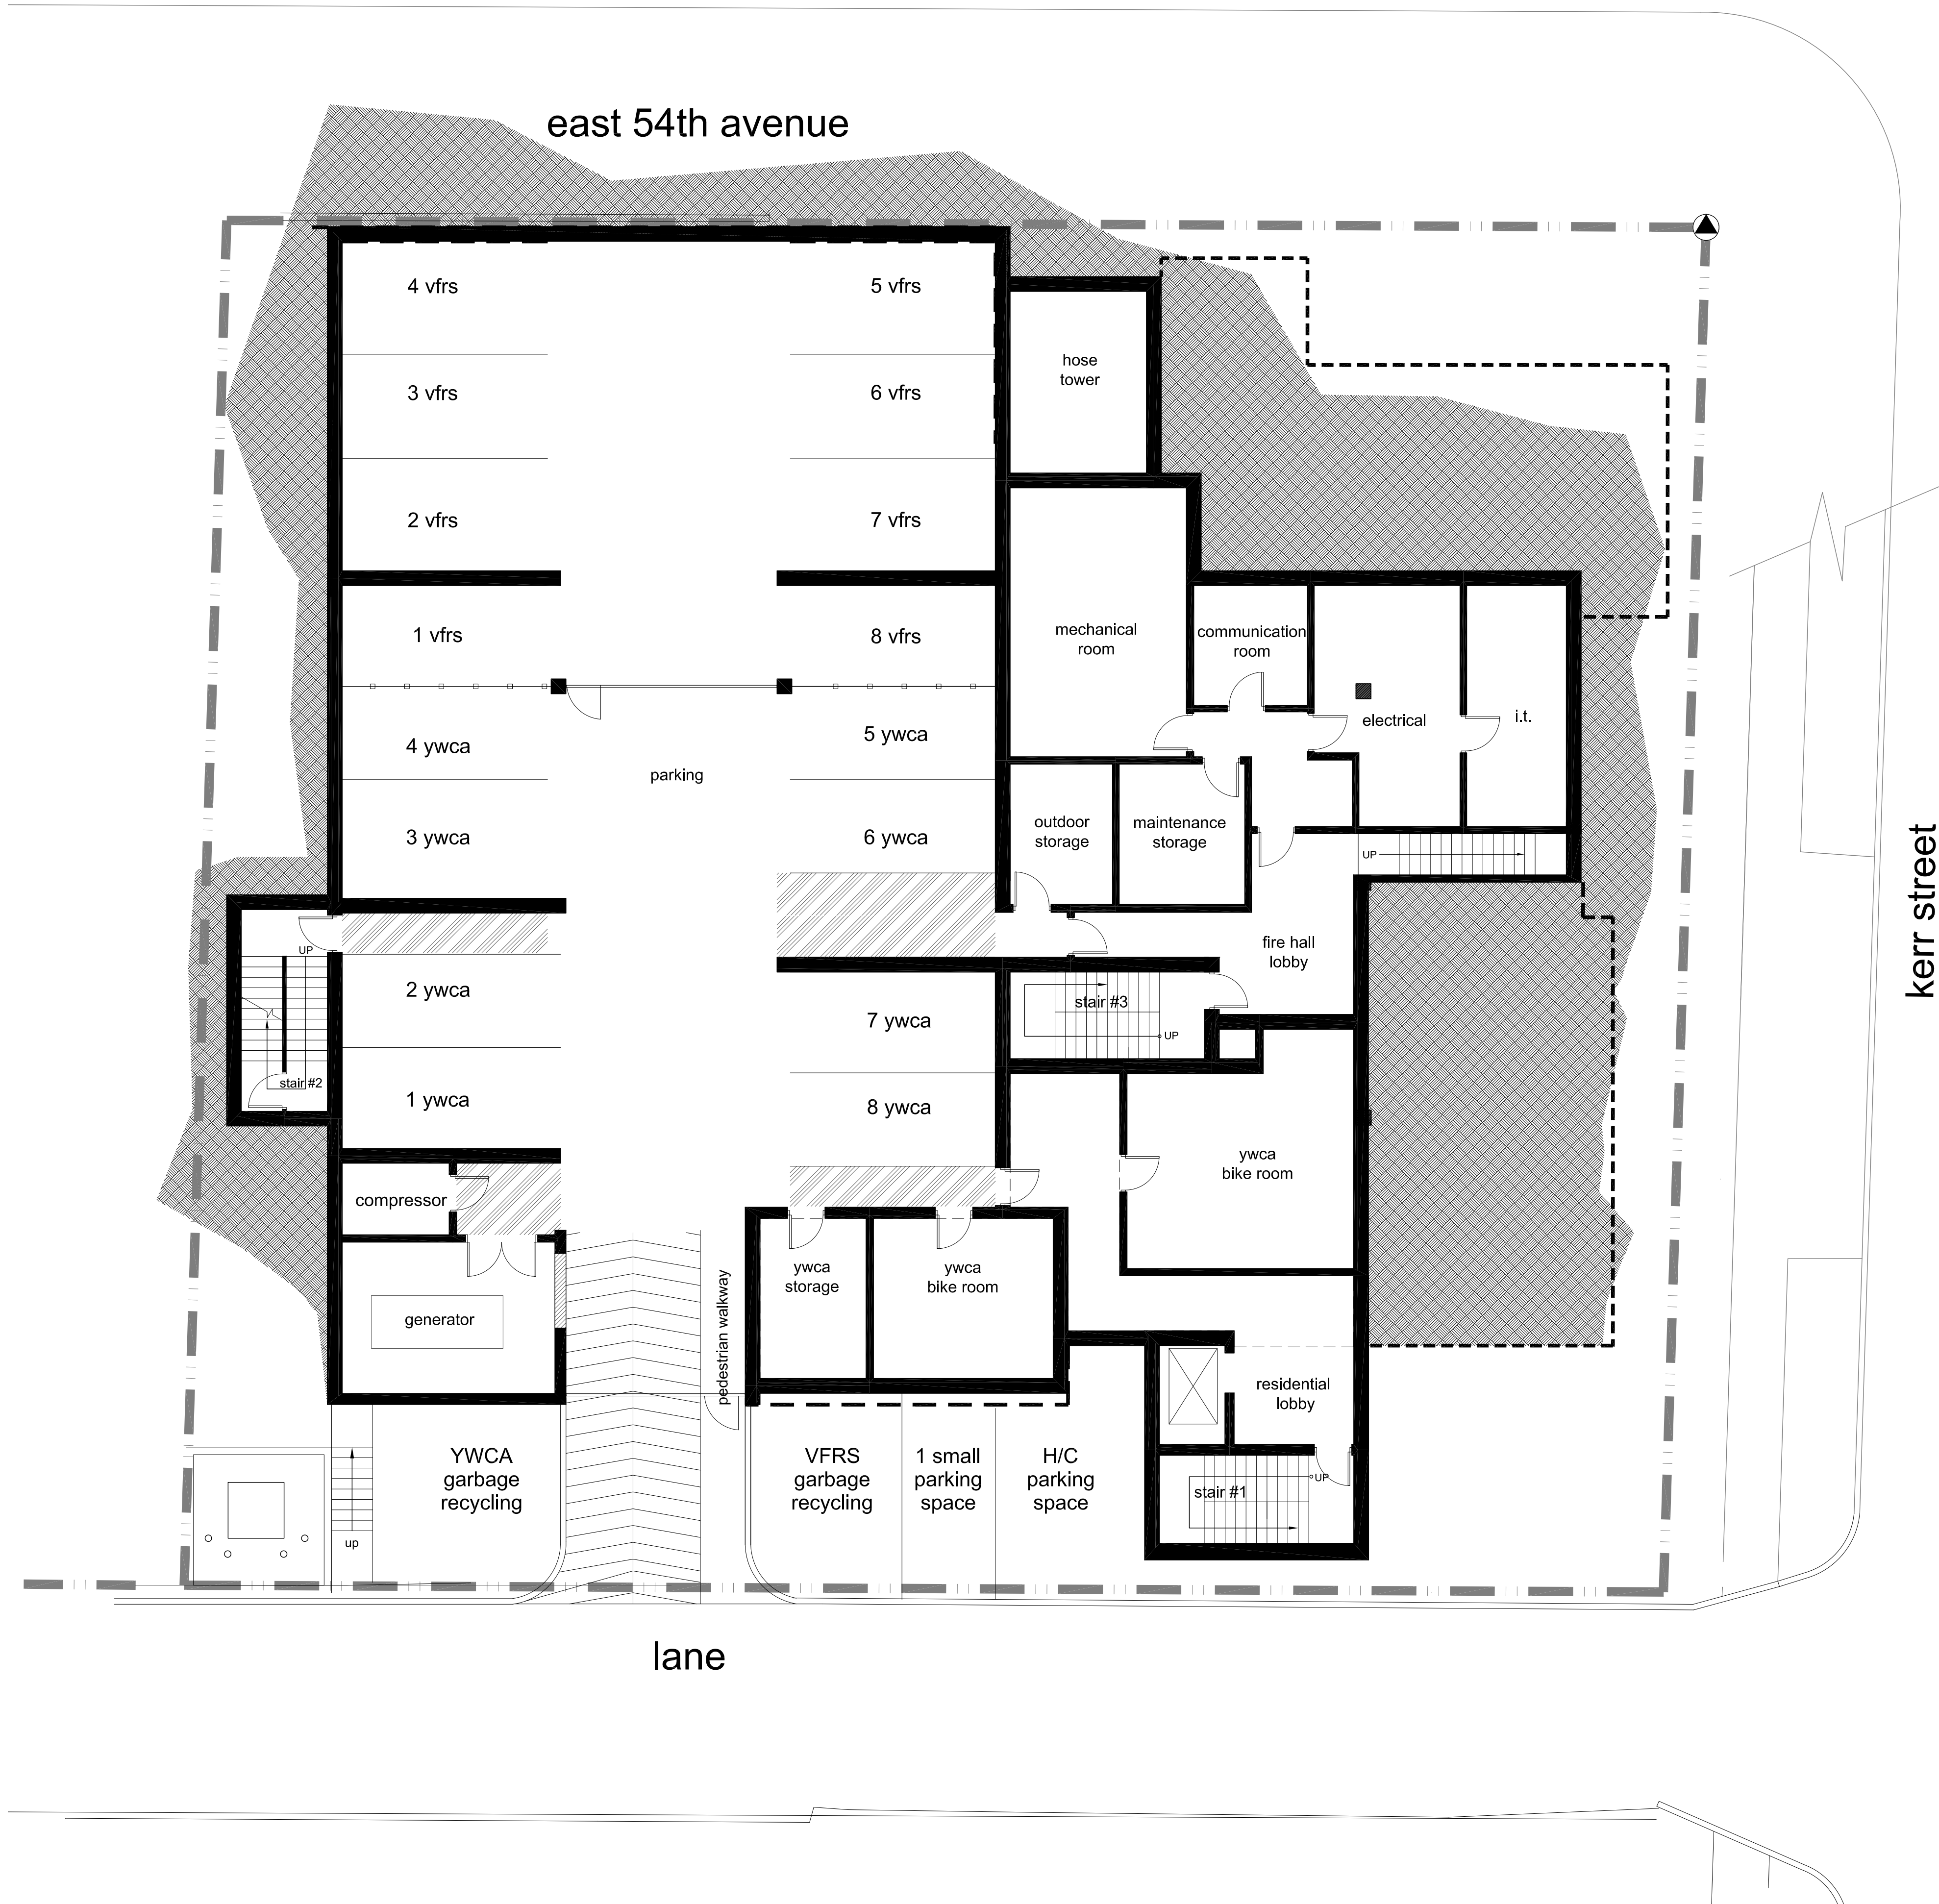 east 54th avenue
4 vfrs
5 vfrs
hose
tower
3 vfrs
6 vfrs
2 vfrs
7 vfrs
1 vfrs
8 vfrs
mechanical
room
communication
room
electrical
i.t.
4 ywca
5 ywca
parking
3 ywca
6 ywca
outdoor
storage
maintenance
storage
UP
kerr street
UP
fire hall
lobby
2 ywca
7 ywca
stair #3
UP
stair #2
1 ywca
8 ywca
ywca
bike room
compressor
generator
pedestrian walkway
ywca
storage
ywca
bike room
residential
lobby
YWCA
garbage
recycling
VFRS
garbage
recycling
1 small
parking
space
H/C
parking
space
UP
stair #1
up
lane